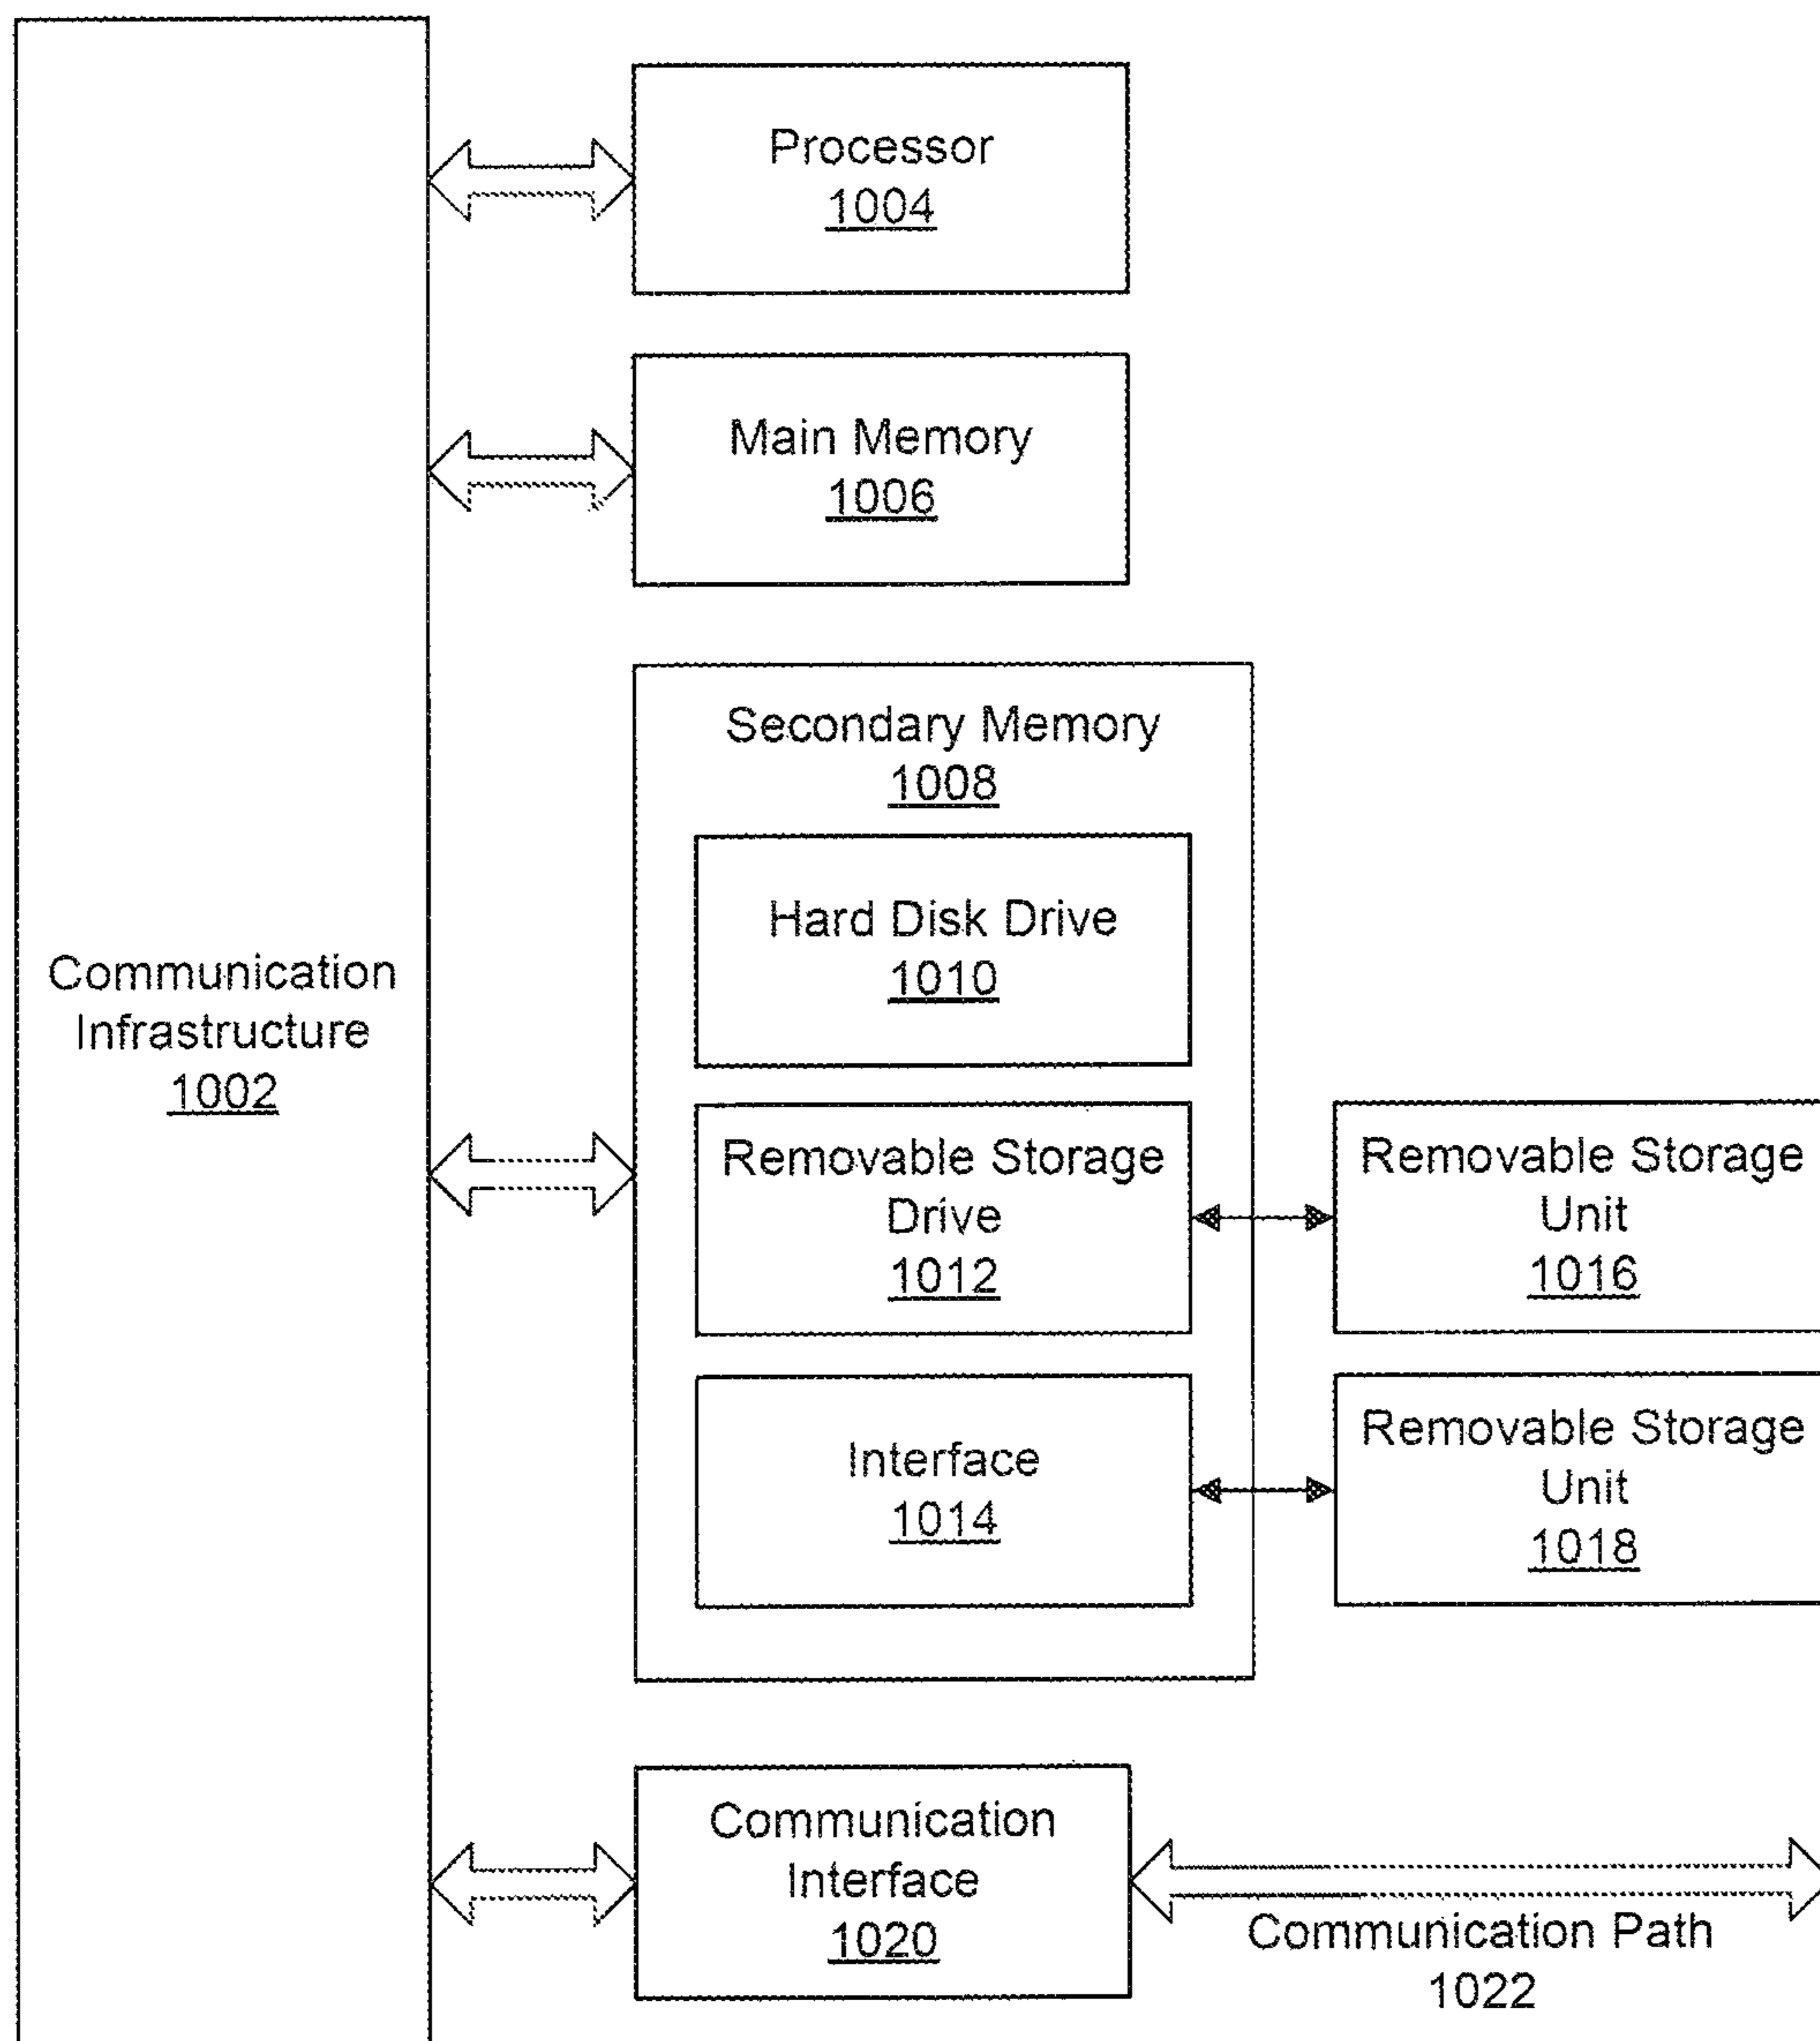 Processor
1004
Main Memory
1006
Secondary Memory
1008
Hard Disk Drive
1010
Communication
Infrastructure
1002
Removable Storage
Drive
1012
Removable Storage
Unit
1016
Interface
1014
Removable Storage
Unit
1018
Communication
Interface
1020
Communication Path
1022